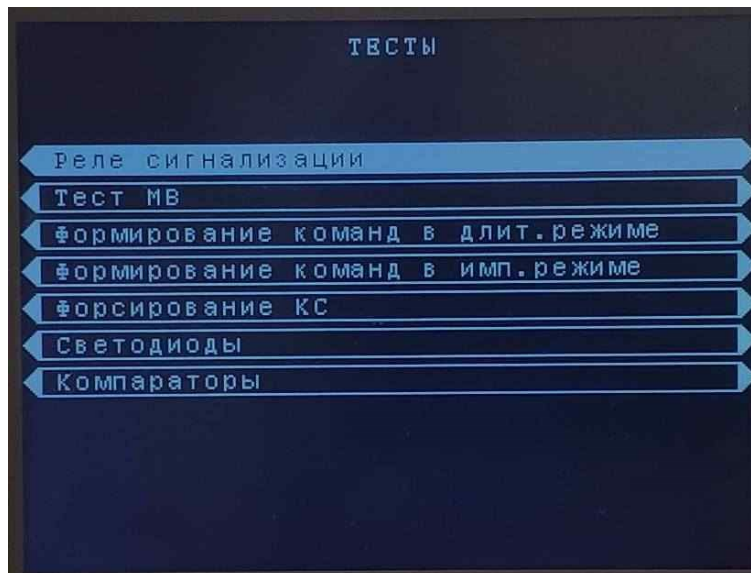 ТЕСТЫ
Реле сигнализации
Тест МВ
Формирование команд в длит.режиме
Формирование команд в имп.режиме
Форсирование КС
Светодиоды
Компараторы